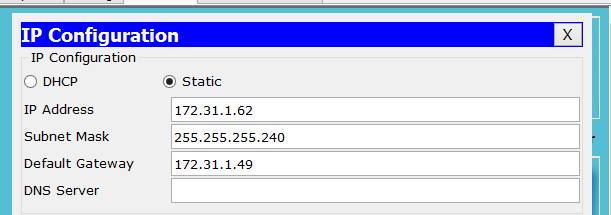 IP Configuration X
IP Configuration
DHCP Static
IP Address 172.31.1.62
Subnet Mask 255.255.255.240
Default Gateway 172.31.1.49
DNS Server